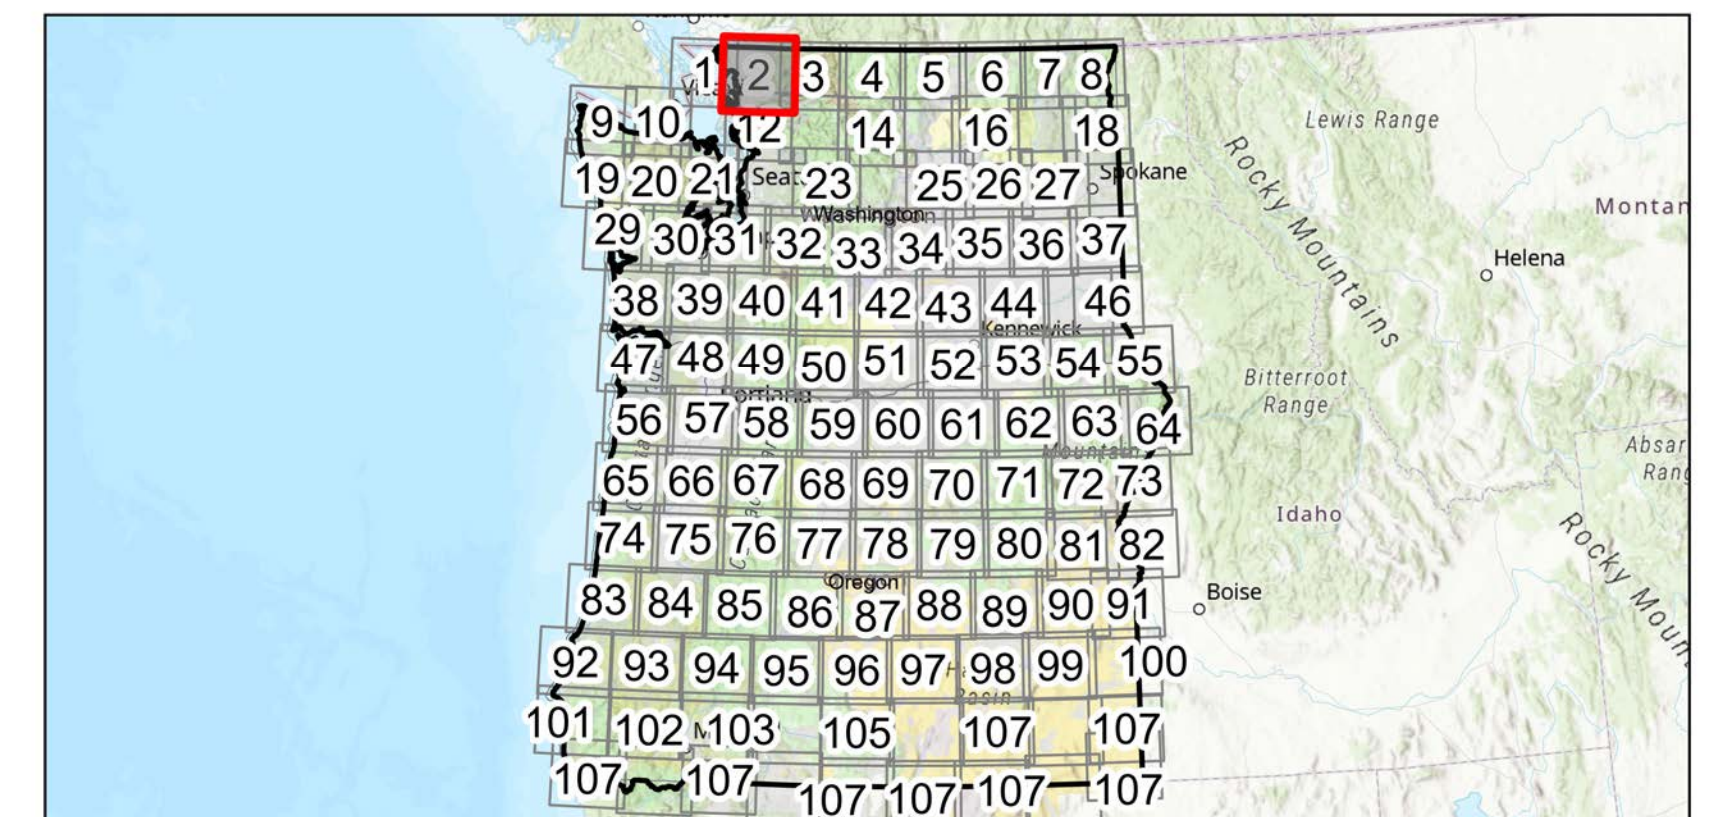 1 2 3 4 5 6 7 8
9 10 12 14 16 18
Lewis Range
19 20 21 Seat 23 25 26 27 Spokane
Rocky Mountains
Washington
Montan
29 30 31 32 33 34 35 36 37
Helena
38 39 40 41 42 43 44 46
Kennewick
47 48 49 50 51 52 53 54 55
Bitterroot
Range
Portland
56 57 58 59 60 61 62 63 64
Mountain
Absar
Rang
65 66 67 68 69 70 71 72 73
Idaho
74 75 76 77 78 79 80 81 82
Rocky Moun
Oregon
Boise
83 84 85 86 87 88 89 90 91
92 93 94 95 96 97 98 99 100
Basin
101 102 M 103 105 107 107
107 107 107 107 107 107